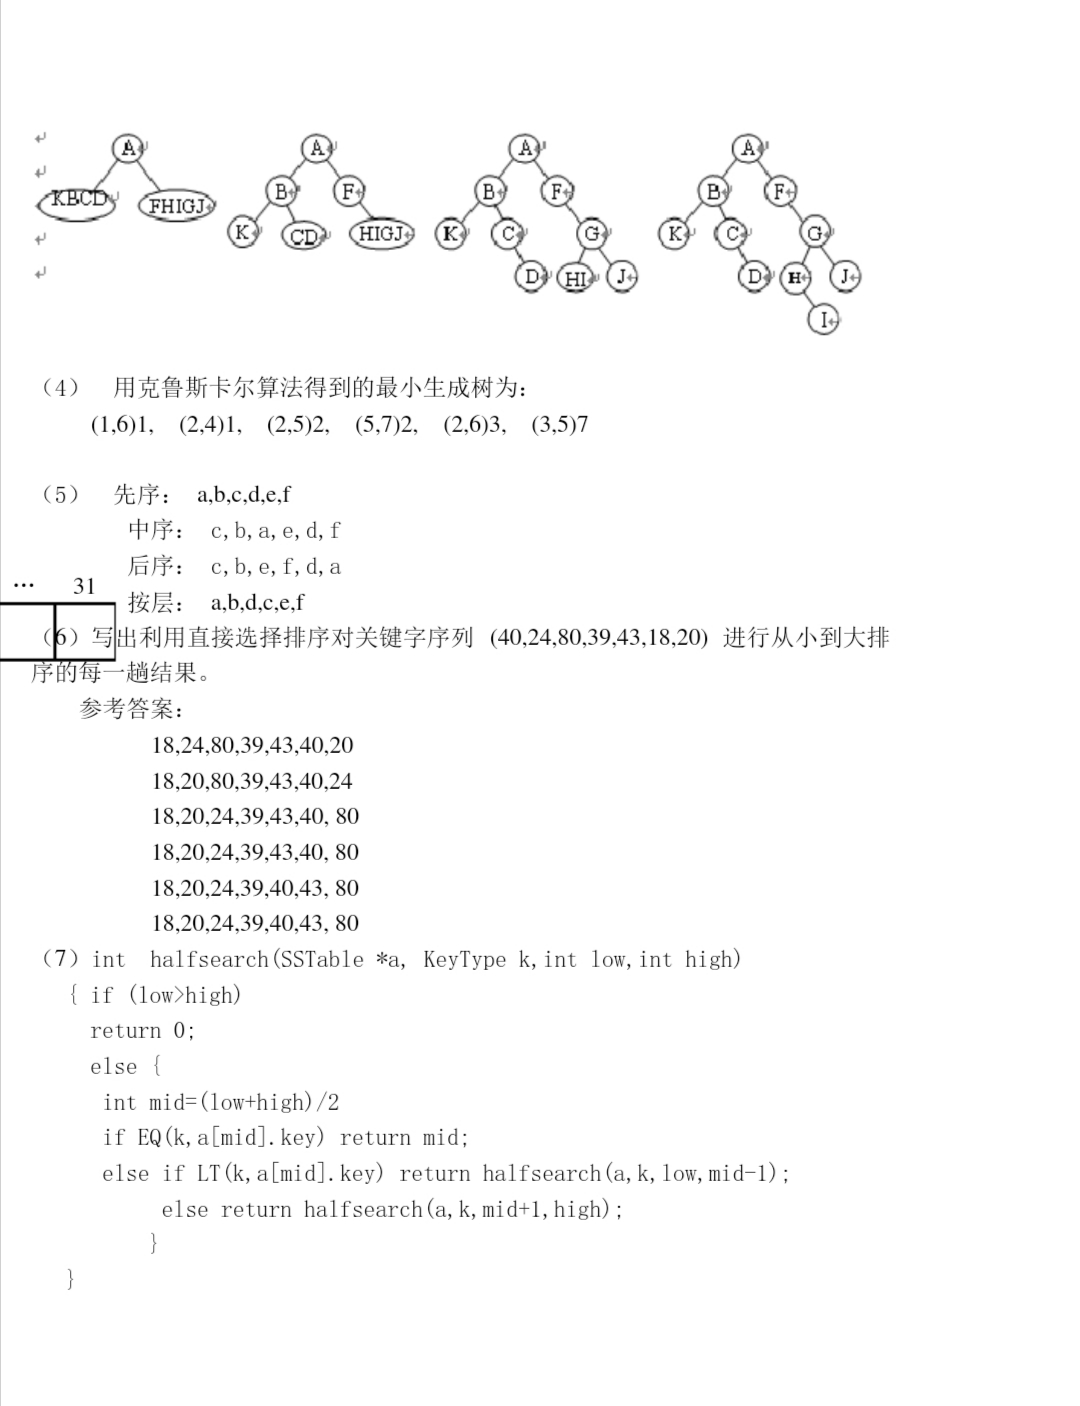 A
KBCD
FHIGJ
A
B
F
K
CD
HIGJ
A
B
F
K
C
G
D
HI
J
A
B
F
K
C
G
D
H
J
I
（4） 用克鲁斯卡尔算法得到的最小生成树为：
(1,6)1, (2,4)1, (2,5)2, (5,7)2, (2,6)3, (3,5)7
（5） 先序： a,b,c,d,e,f
中序： c,b,a,e,d,f
后序： c,b,e,f,d,a
… 31
按层： a,b,d,c,e,f
（6）写出利用直接选择排序对关键字序列 (40,24,80,39,43,18,20) 进行从小到大排
序的每一趟结果。
参考答案：
18,24,80,39,43,40,20
18,20,80,39,43,40,24
18,20,24,39,43,40, 80
18,20,24,39,43,40, 80
18,20,24,39,40,43, 80
18,20,24,39,40,43, 80
（7）int halfsearch(SSTable *a, KeyType k,int low,int high)
{ if (low>high)
return 0;
else {
int mid=(low+high)/2
if EQ(k,a[mid].key) return mid;
else if LT(k,a[mid].key) return halfsearch(a,k,low,mid-1);
else return halfsearch(a,k,mid+1,high);
}
}